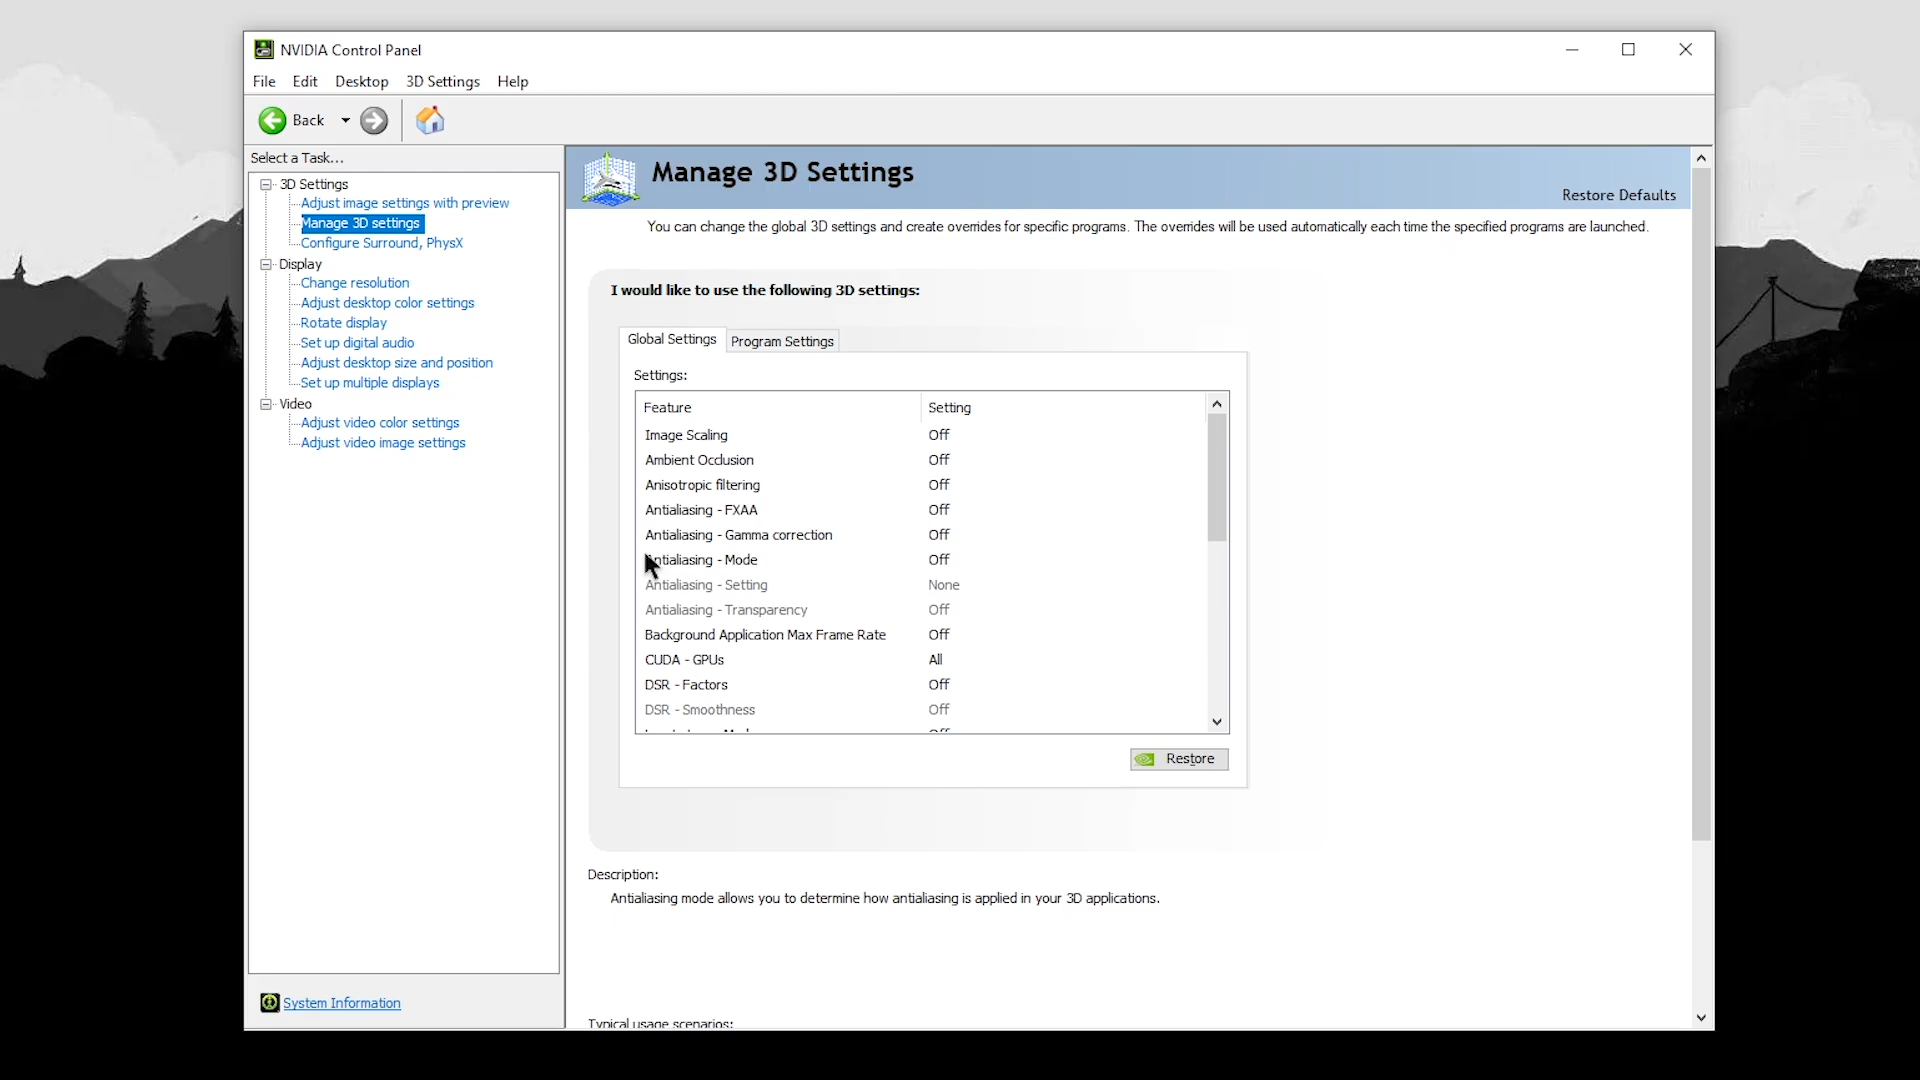 NVIDIA Control Panel
File Edit Desktop 3D Settings Help
Back
Select a Task...
3D Settings
Adjust image settings with preview
Manage 3D settings
Configure Surround, PhysX
Display
Change resolution
Adjust desktop color settings
Rotate display
Set up digital audio
Adjust desktop size and position
Set up multiple displays
Video
Adjust video color settings
Adjust video image settings
System Information
Manage 3D Settings
Restore Defaults
You can change the global 3D settings and create overrides for specific programs. The overrides will be used automatically each time the specified programs are launched.
I would like to use the following 3D settings:
Global Settings Program Settings
Settings:
Feature Setting
Image Scaling Off
Ambient Occlusion Off
Anisotropic filtering Off
Antialiasing - FXAA Off
Antialiasing - Gamma correction Off
Antialiasing - Mode Off
Antialiasing - Setting None
Antialiasing - Transparency Off
Background Application Max Frame Rate Off
CUDA - GPUs All
DSR - Factors Off
DSR - Smoothness Off
Restore
Description:
Antialiasing mode allows you to determine how antialiasing is applied in your 3D applications.
Typical usage scenarios: